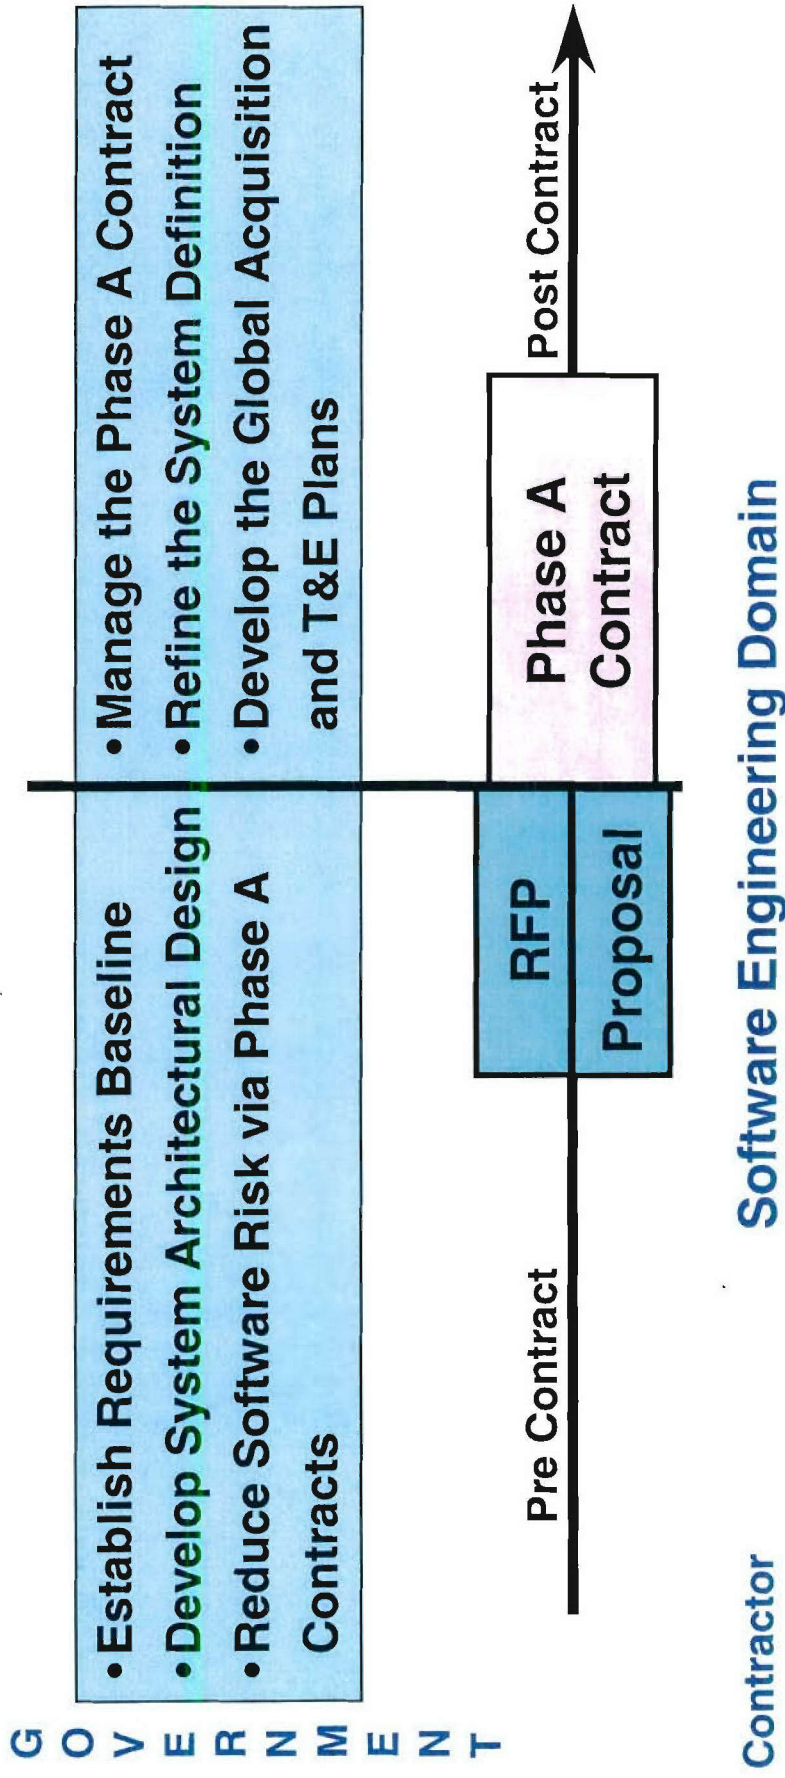 GOVERNMENT
•Establish Requirements Baseline
•Develop System Architectural Design
•Reduce Software Risk via Phase A
Contracts
•Manage the Phase A Contract
•Refine the System Definition
•Develop the Global Acquisition
and T&E Plans
Pre Contract
RFP
Proposal
Phase A
Contract
Post Contract
Contractor
Software Engineering Domain